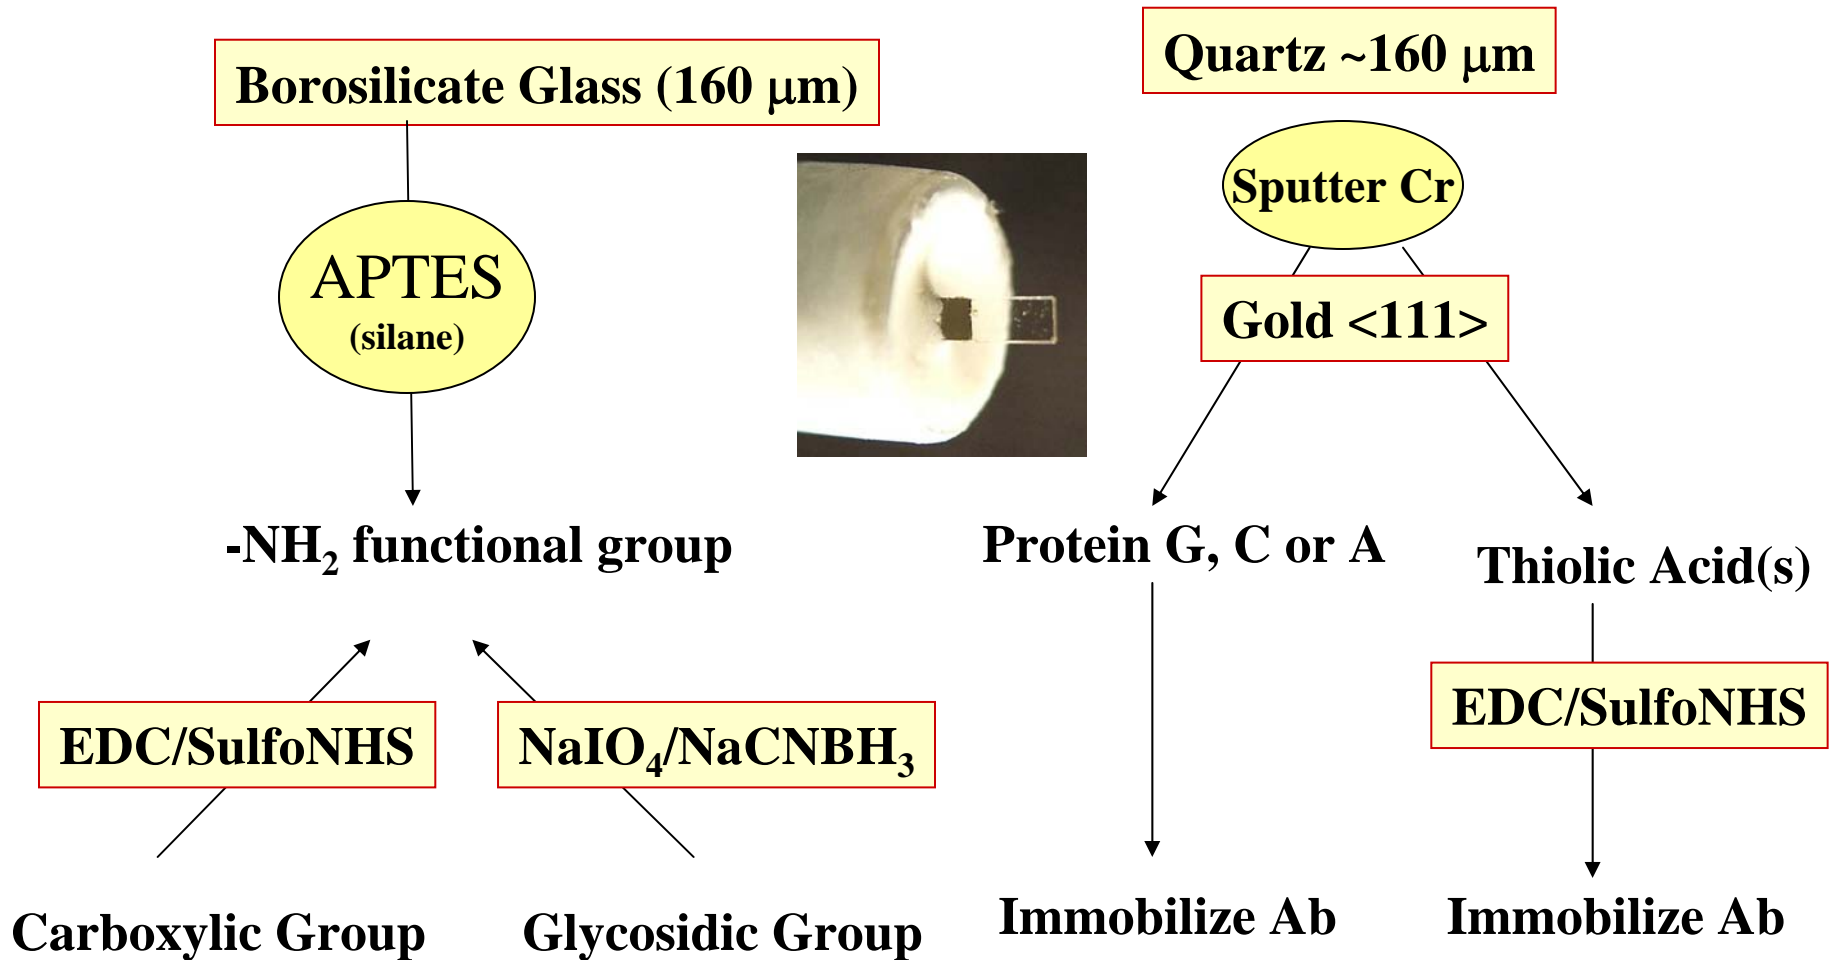 Borosilicate Glass (160 μm)
APTES
(silane)
-NH₂ functional group
EDC/SulfoNHS
NaIO₄/NaCNBH₃
Carboxylic Group
Glycosidic Group
Quartz ~160 μm
Sputter Cr
Gold <111>
Protein G, C or A
Thiolic Acid(s)
EDC/SulfoNHS
Immobilize Ab
Immobilize Ab